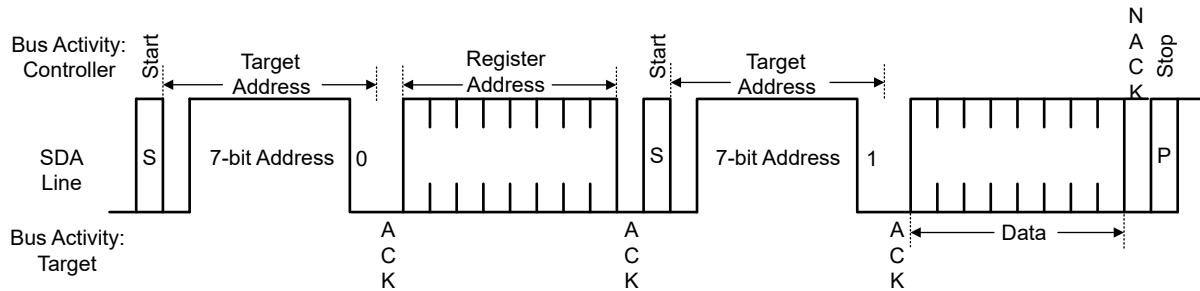 Bus Activity:
Controller
Start
Target
Address
Register
Address
Start
Target
Address
N
A
C
K
Stop
SDA
Line
S
7-bit Address
0
S
7-bit Address
1
P
Bus Activity:
Target
A
C
K
A
C
K
A
C
K
Data